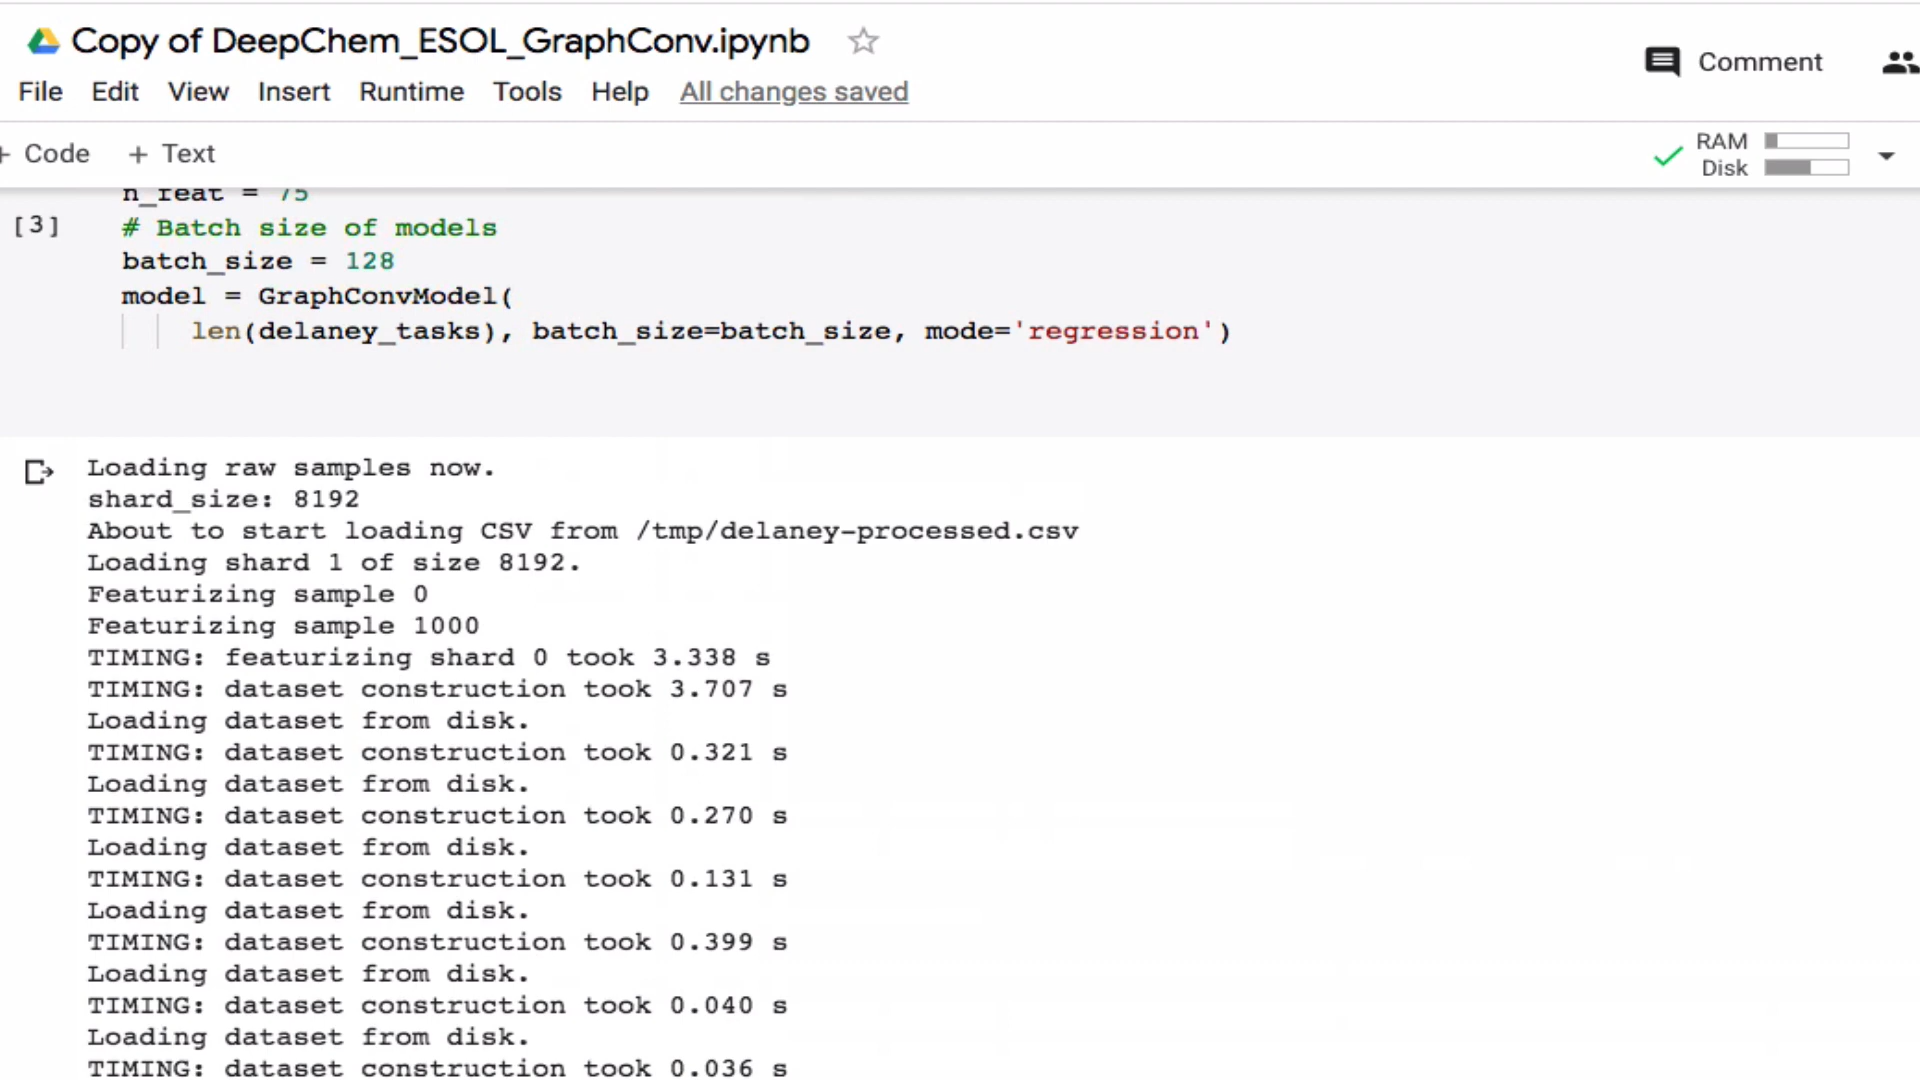 Copy of DeepChem_ESOL_GraphConv.ipynb
Comment
File Edit View Insert Runtime Tools Help All changes saved
+ Code + Text
RAM
Disk
= 75
[3] # Batch size of models
batch_size = 128
model = GraphConvModel(
len(delaney_tasks), batch_size=batch_size, mode='regression')
Loading raw samples now.
shard_size: 8192
About to start loading CSV from /tmp/delaney-processed.csv
Loading shard 1 of size 8192.
Featurizing sample 0
Featurizing sample 1000
TIMING: featurizing shard 0 took 3.338 s
TIMING: dataset construction took 3.707 s
Loading dataset from disk.
TIMING: dataset construction took 0.321 s
Loading dataset from disk.
TIMING: dataset construction took 0.270 s
Loading dataset from disk.
TIMING: dataset construction took 0.131 s
Loading dataset from disk.
TIMING: dataset construction took 0.399 s
Loading dataset from disk.
TIMING: dataset construction took 0.040 s
Loading dataset from disk.
TIMING: dataset construction took 0.036 s